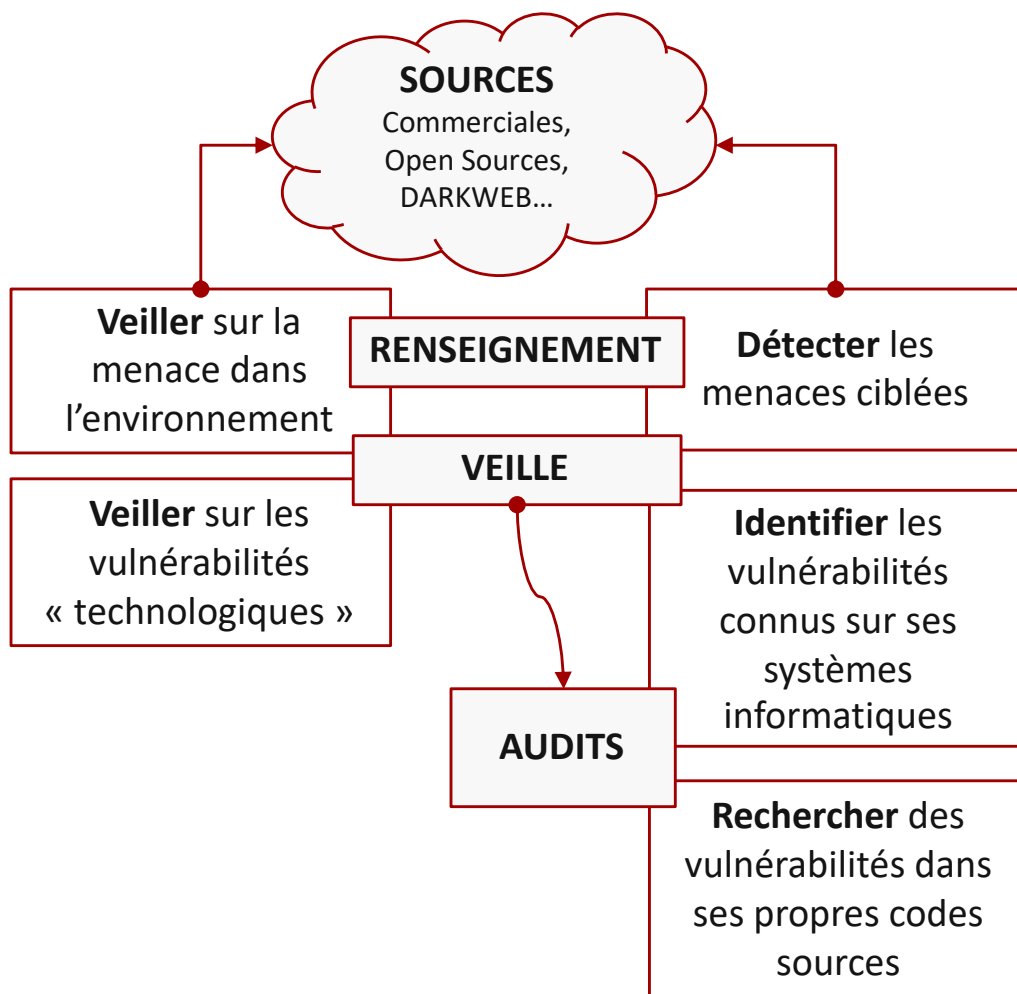 SOURCES
Commerciales,
Open Sources,
DARKWEB…
Veiller sur la
menace dans
l’environnement
RENSEIGNEMENT
Détecter les
menaces ciblées
VEILLE
Veiller sur les
vulnérabilités
« technologiques »
Identifier les
vulnérabilités
connus sur ses
systèmes
informatiques
AUDITS
Rechercher des
vulnérabilités dans
ses propres codes
sources